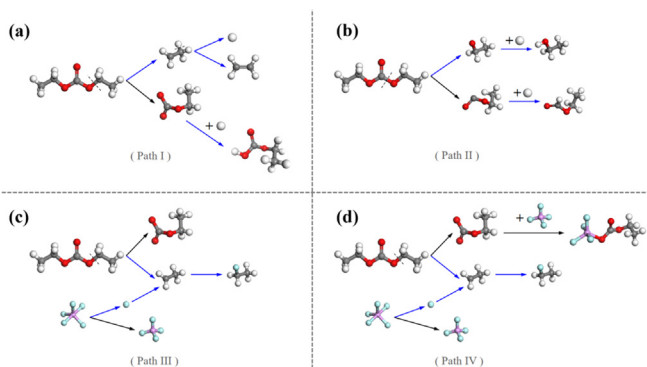 (a)
+
( Path I )
(b)
+
+
( Path II )
(c)
( Path III )
(d)
+
( Path IV )